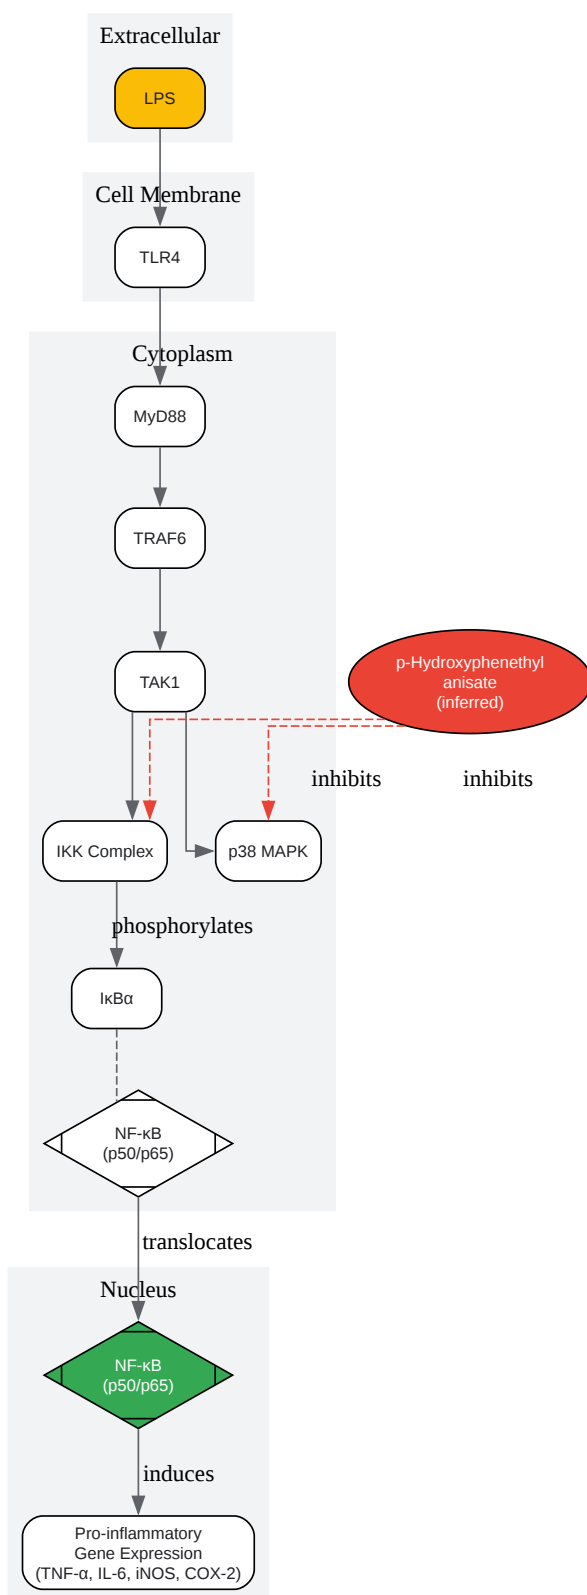 Extracellular
LPS
Cell Membrane
TLR4
Cytoplasm
MyD88
TRAF6
TAK1
p-Hydroxyphenethyl
anisate
(inferred)
inhibits
inhibits
IKK Complex
p38 MAPK
phosphorylates
IκBα
NF-κB
(p50/p65)
translocates
Nucleus
NF-κB
(p50/p65)
induces
Pro-inflammatory
Gene Expression
(TNF-α, IL-6, iNOS, COX-2)